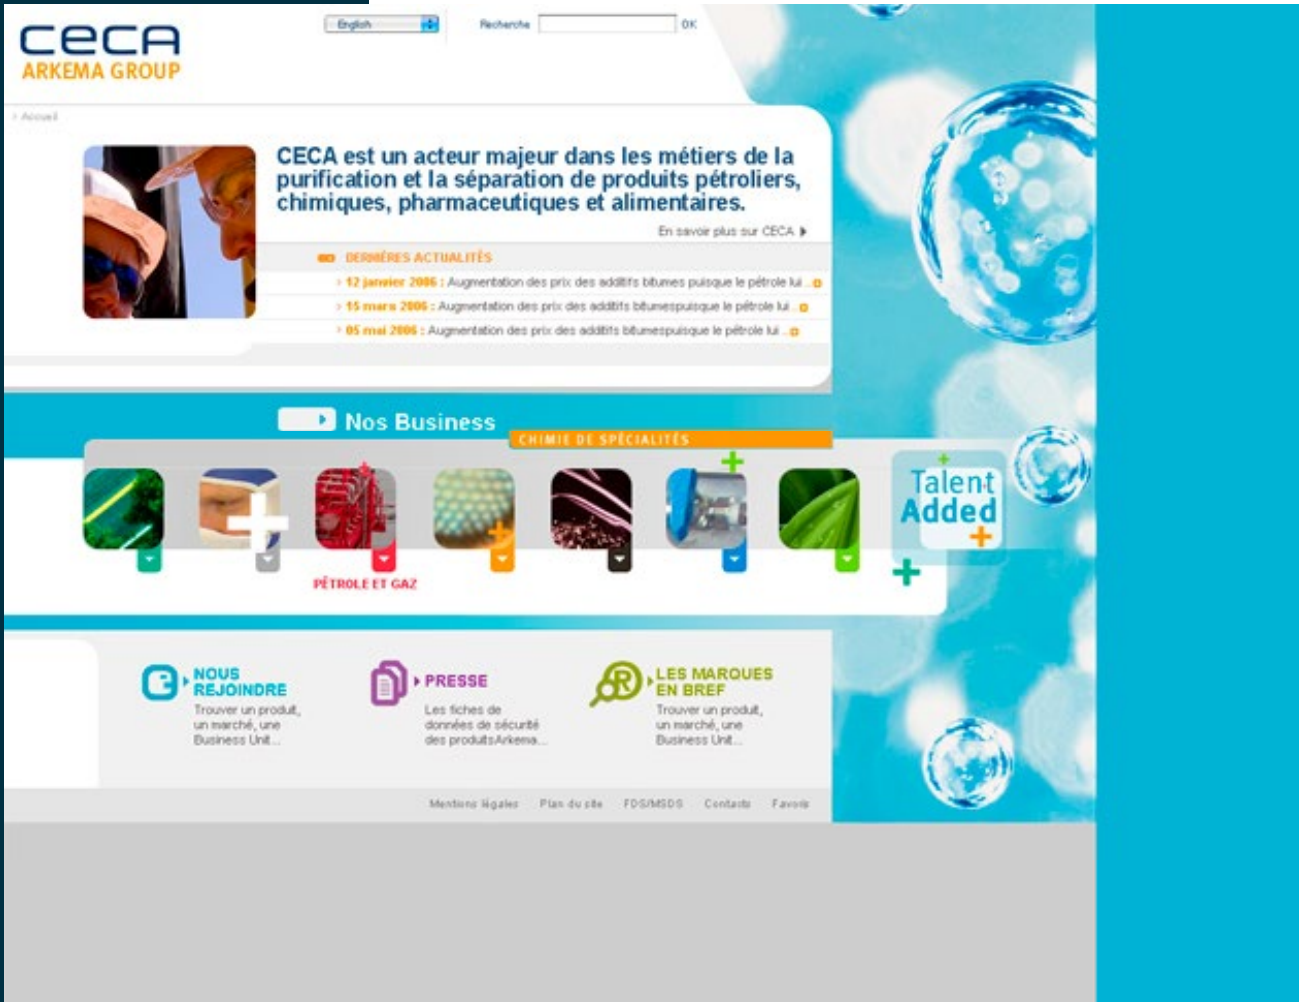 CECA
ARKEMA GROUP
English
Recherche
OK
› Accueil
CECA est un acteur majeur dans les métiers de la
purification et la séparation de produits pétroliers,
chimiques, pharmaceutiques et alimentaires.
En savoir plus sur CECA
DERNIÈRES ACTUALITÉS
› 12 janvier 2006 : Augmentation des prix des additifs bitumes puisque le pétrole lui ...
› 15 mars 2006 : Augmentation des prix des additifs bitumespuisque le pétrole lui ...
› 05 mai 2006 : Augmentation des prix des additifs bitumespuisque le pétrole lui ...
Nos Business
CHIMIE DE SPÉCIALITÉS
Talent
Added
PÉTROLE ET GAZ
NOUS
REJOINDRE
Trouver un produit,
un marché, une
Business Unit...
PRESSE
Les fiches de
données de sécurité
des produitsArkema...
R
LES MARQUES
EN BREF
Trouver un produit,
un marché, une
Business Unit...
Mentions légales Plan du site FDS/MSDS Contacts Favoris